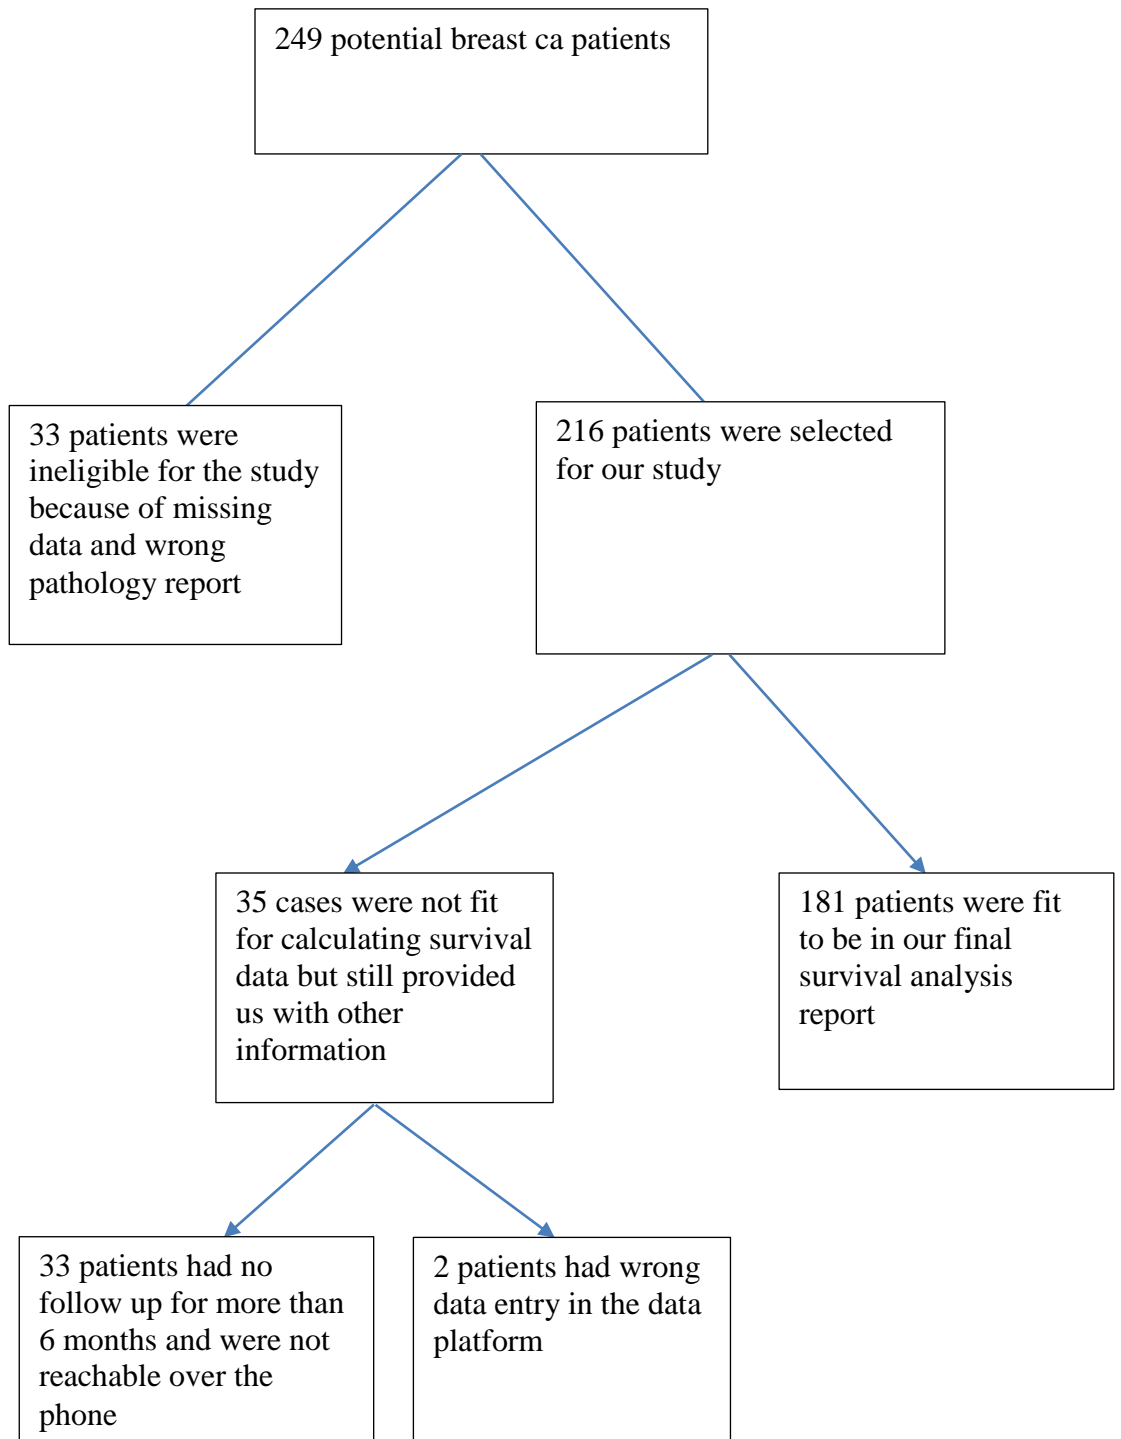 249 potential breast ca patients
33 patients were
ineligible for the study
because of missing
data and wrong
pathology report
216 patients were selected
for our study
35 cases were not fit
for calculating survival
data but still provided
us with other
information
181 patients were fit
to be in our final
survival analysis
report
33 patients had no
follow up for more than
6 months and were not
reachable over the
phone
2 patients had wrong
data entry in the data
platform